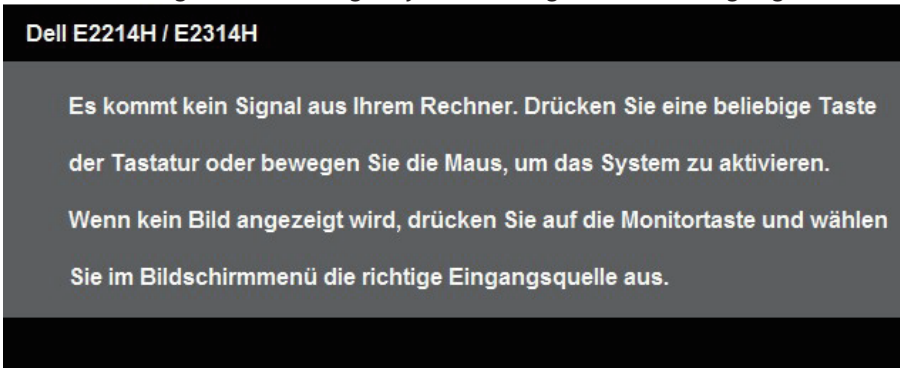 Dell E2214H / E2314H
Es kommt kein Signal aus Ihrem Rechner. Drücken Sie eine beliebige Taste
der Tastatur oder bewegen Sie die Maus, um das System zu aktivieren.
Wenn kein Bild angezeigt wird, drücken Sie auf die Monitortaste und wählen
Sie im Bildschirmmenü die richtige Eingangsquelle aus.